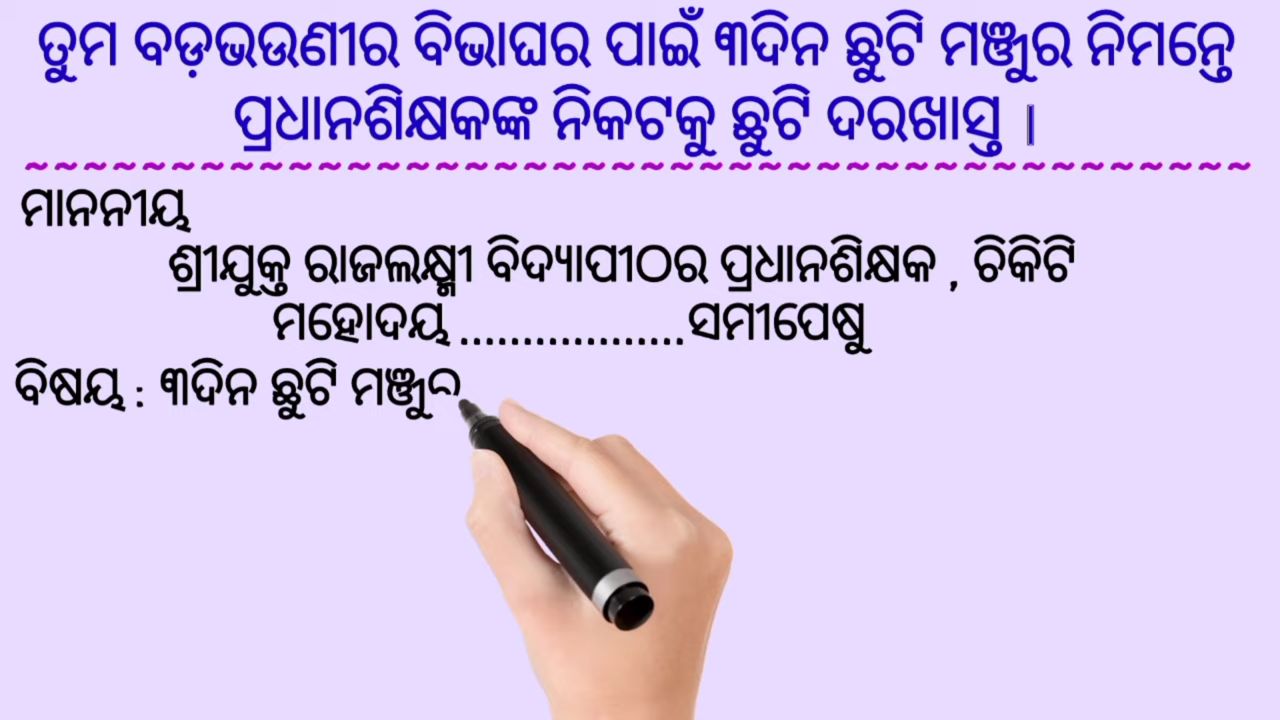 ତୁମ ବଡ଼ଭଉଣୀର ବିଭାଘର ପାଇଁ ୩ଦିନ ଛୁଟି ମଞ୍ଜୁର ନିମନ୍ତେ
ପ୍ରଧାନଶିକ୍ଷକଙ୍କ ନିକଟକୁ ଛୁଟି ଦରଖାସ୍ତ ।
~~~~~~~~~~~~~~~~~~~~~~~~~~~~~~~~~~~~~~~~~~
ମାନନୀୟ
ଶ୍ରୀଯୁକ୍ତ ରାଜଲକ୍ଷ୍ମୀ ବିଦ୍ୟାପୀଠର ପ୍ରଧାନଶିକ୍ଷକ , ଚିକିଟି
ମହୋଦୟ ..................ସମୀପେଷୁ
ବିଷୟ : ୩ଦିନ ଛୁଟି ମଞ୍ଜୁର